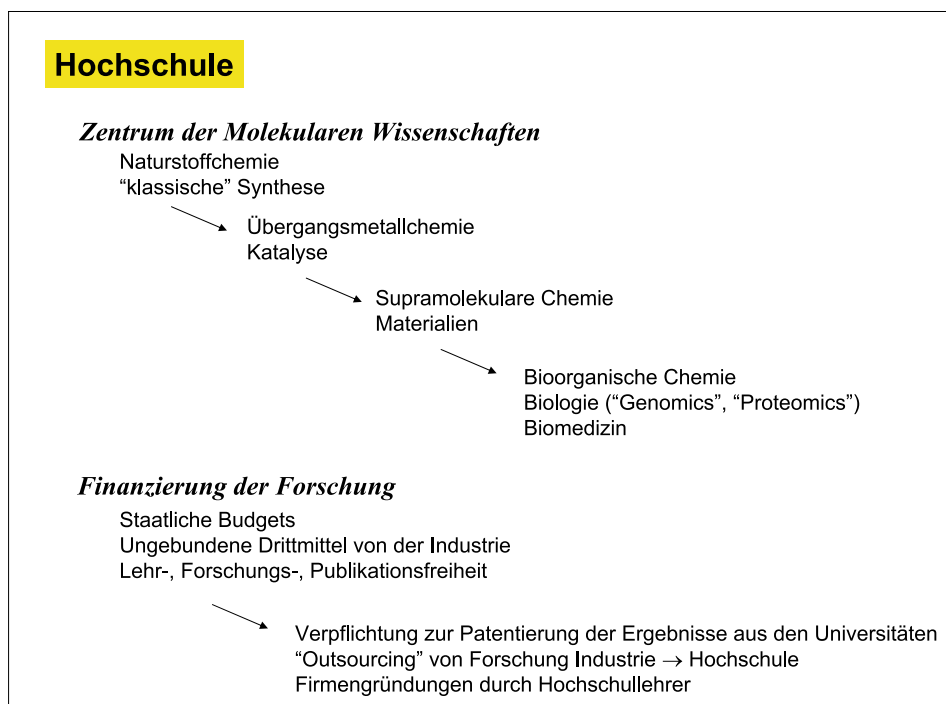 Hochschule
Zentrum der Molekularen Wissenschaften
Naturstoffchemie
“klassische” Synthese
Übergangsmetallchemie
Katalyse
Supramolekulare Chemie
Materialien
Bioorganische Chemie
Biologie (“Genomics”, “Proteomics”)
Biomedizin
Finanzierung der Forschung
Staatliche Budgets
Ungebundene Drittmittel von der Industrie
Lehr-, Forschungs-, Publikationsfreiheit
Verpflichtung zur Patentierung der Ergebnisse aus den Universitäten
“Outsourcing” von Forschung Industrie → Hochschule
Firmengründungen durch Hochschullehrer